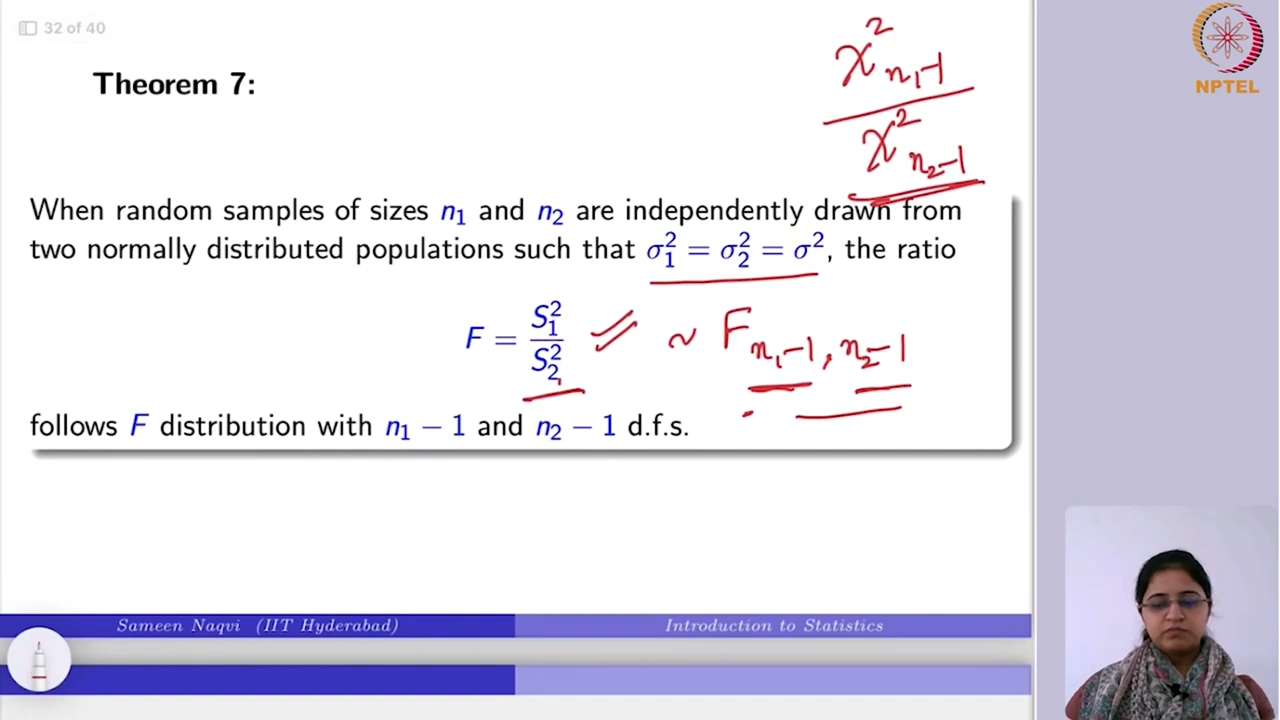 32 of 40
NPTEL
Theorem 7:
χ²ₙ₁₋₁
χ²ₙ₂₋₁
When random samples of sizes n₁ and n₂ are independently drawn from
two normally distributed populations such that σ₁² = σ₂² = σ², the ratio
F = S₁²/S₂² ~ Fₙ₁₋₁, ₙ₂₋₁
follows F distribution with n₁ − 1 and n₂ − 1 d.f.s.
Sameen Naqvi (IIT Hyderabad) Introduction to Statistics